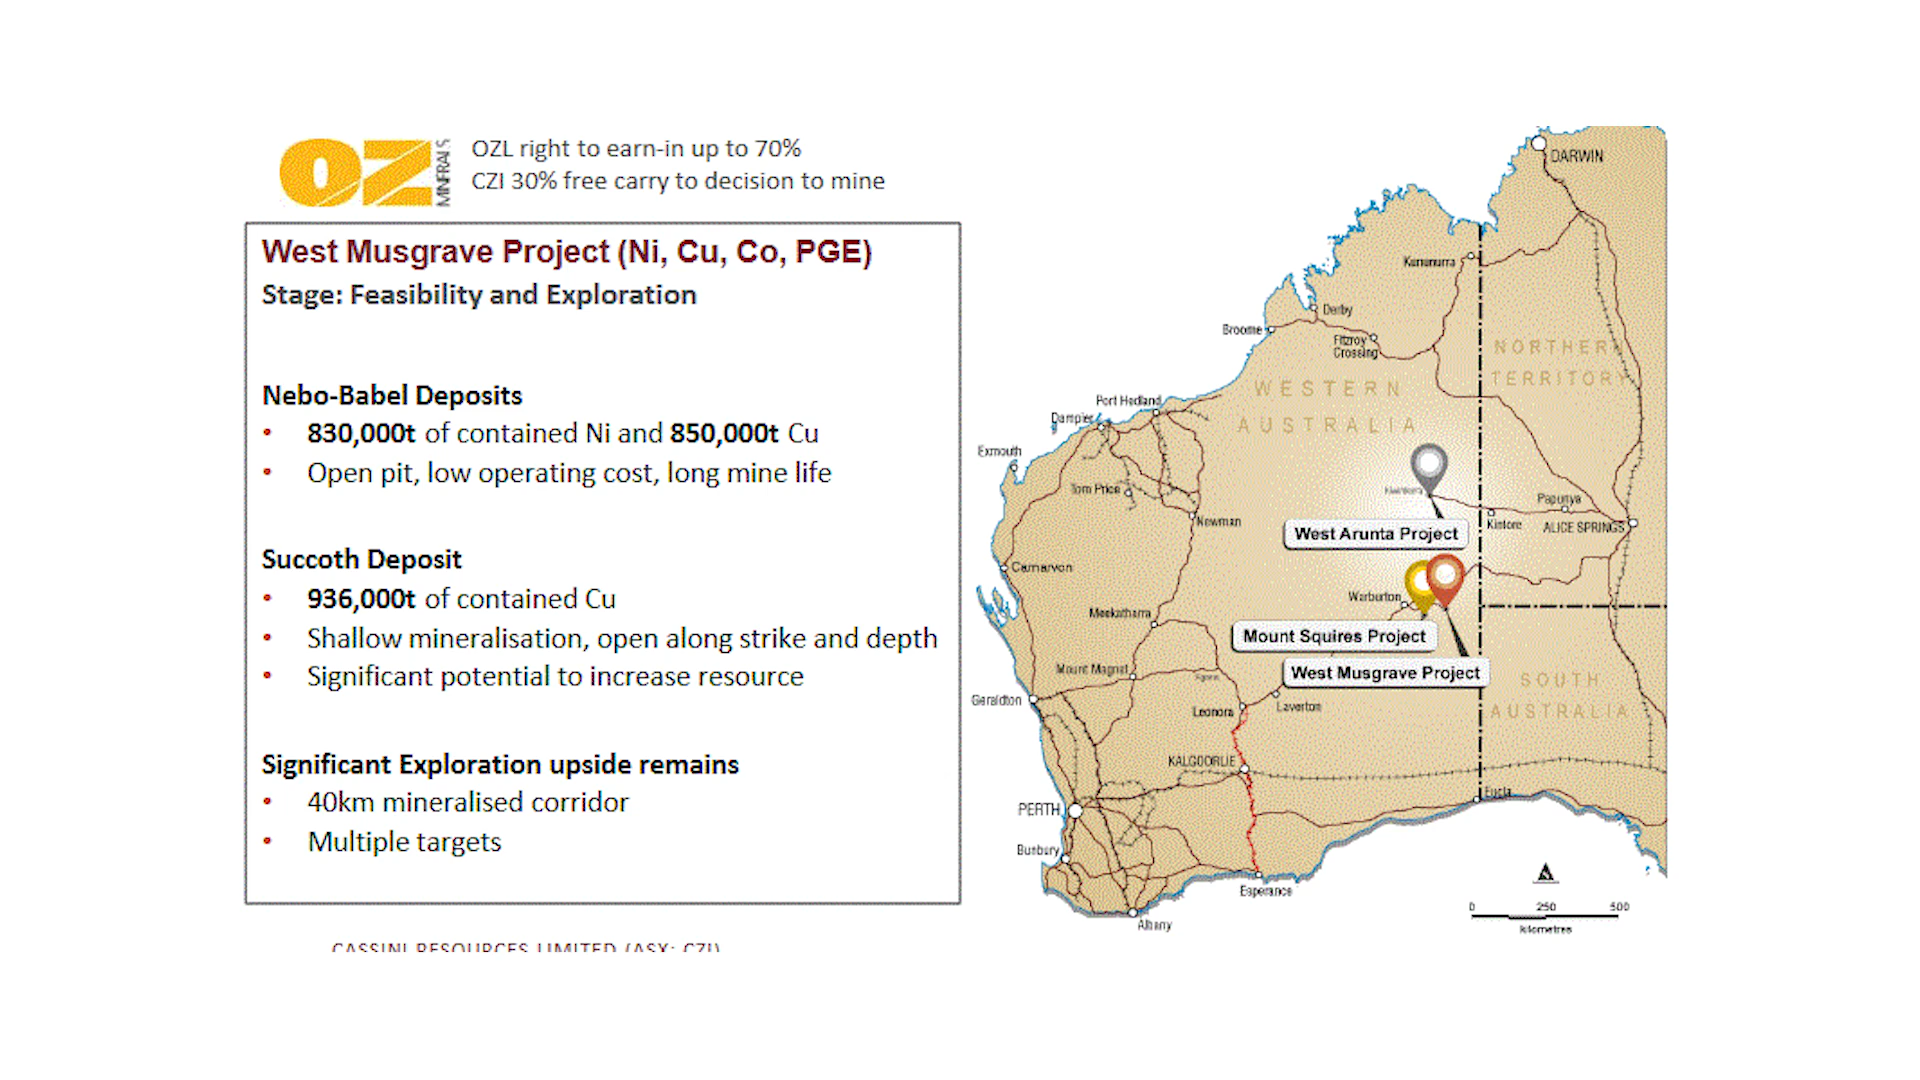 OZ MINERALS
OZL right to earn-in up to 70%
CZI 30% free carry to decision to mine
West Musgrave Project (Ni, Cu, Co, PGE)
Stage: Feasibility and Exploration
Nebo-Babel Deposits
• 830,000t of contained Ni and 850,000t Cu
• Open pit, low operating cost, long mine life
Succoth Deposit
• 936,000t of contained Cu
• Shallow mineralisation, open along strike and depth
• Significant potential to increase resource
Significant Exploration upside remains
• 40km mineralised corridor
• Multiple targets
CASSINI RESOURCES LIMITED (ASX: CZI)
DARWIN
Kununurra
Derby
Broome
Fitzroy
Crossing
NORTHERN
TERRITORY
WESTERN
AUSTRALIA
Port Hedland
Dampier
Exmouth
Tom Price
Newman
Papunya
Kintore
ALICE SPRINGS
West Arunta Project
Carnarvon
Warburton
Meekatharra
Mount Squires Project
West Musgrave Project
Mount Magnet
SOUTH
AUSTRALIA
Geraldton
Leonora
Laverton
KALGOORLIE
Eucla
PERTH
Bunbury
Esperance
Albany
N
0 250 500
kilometres